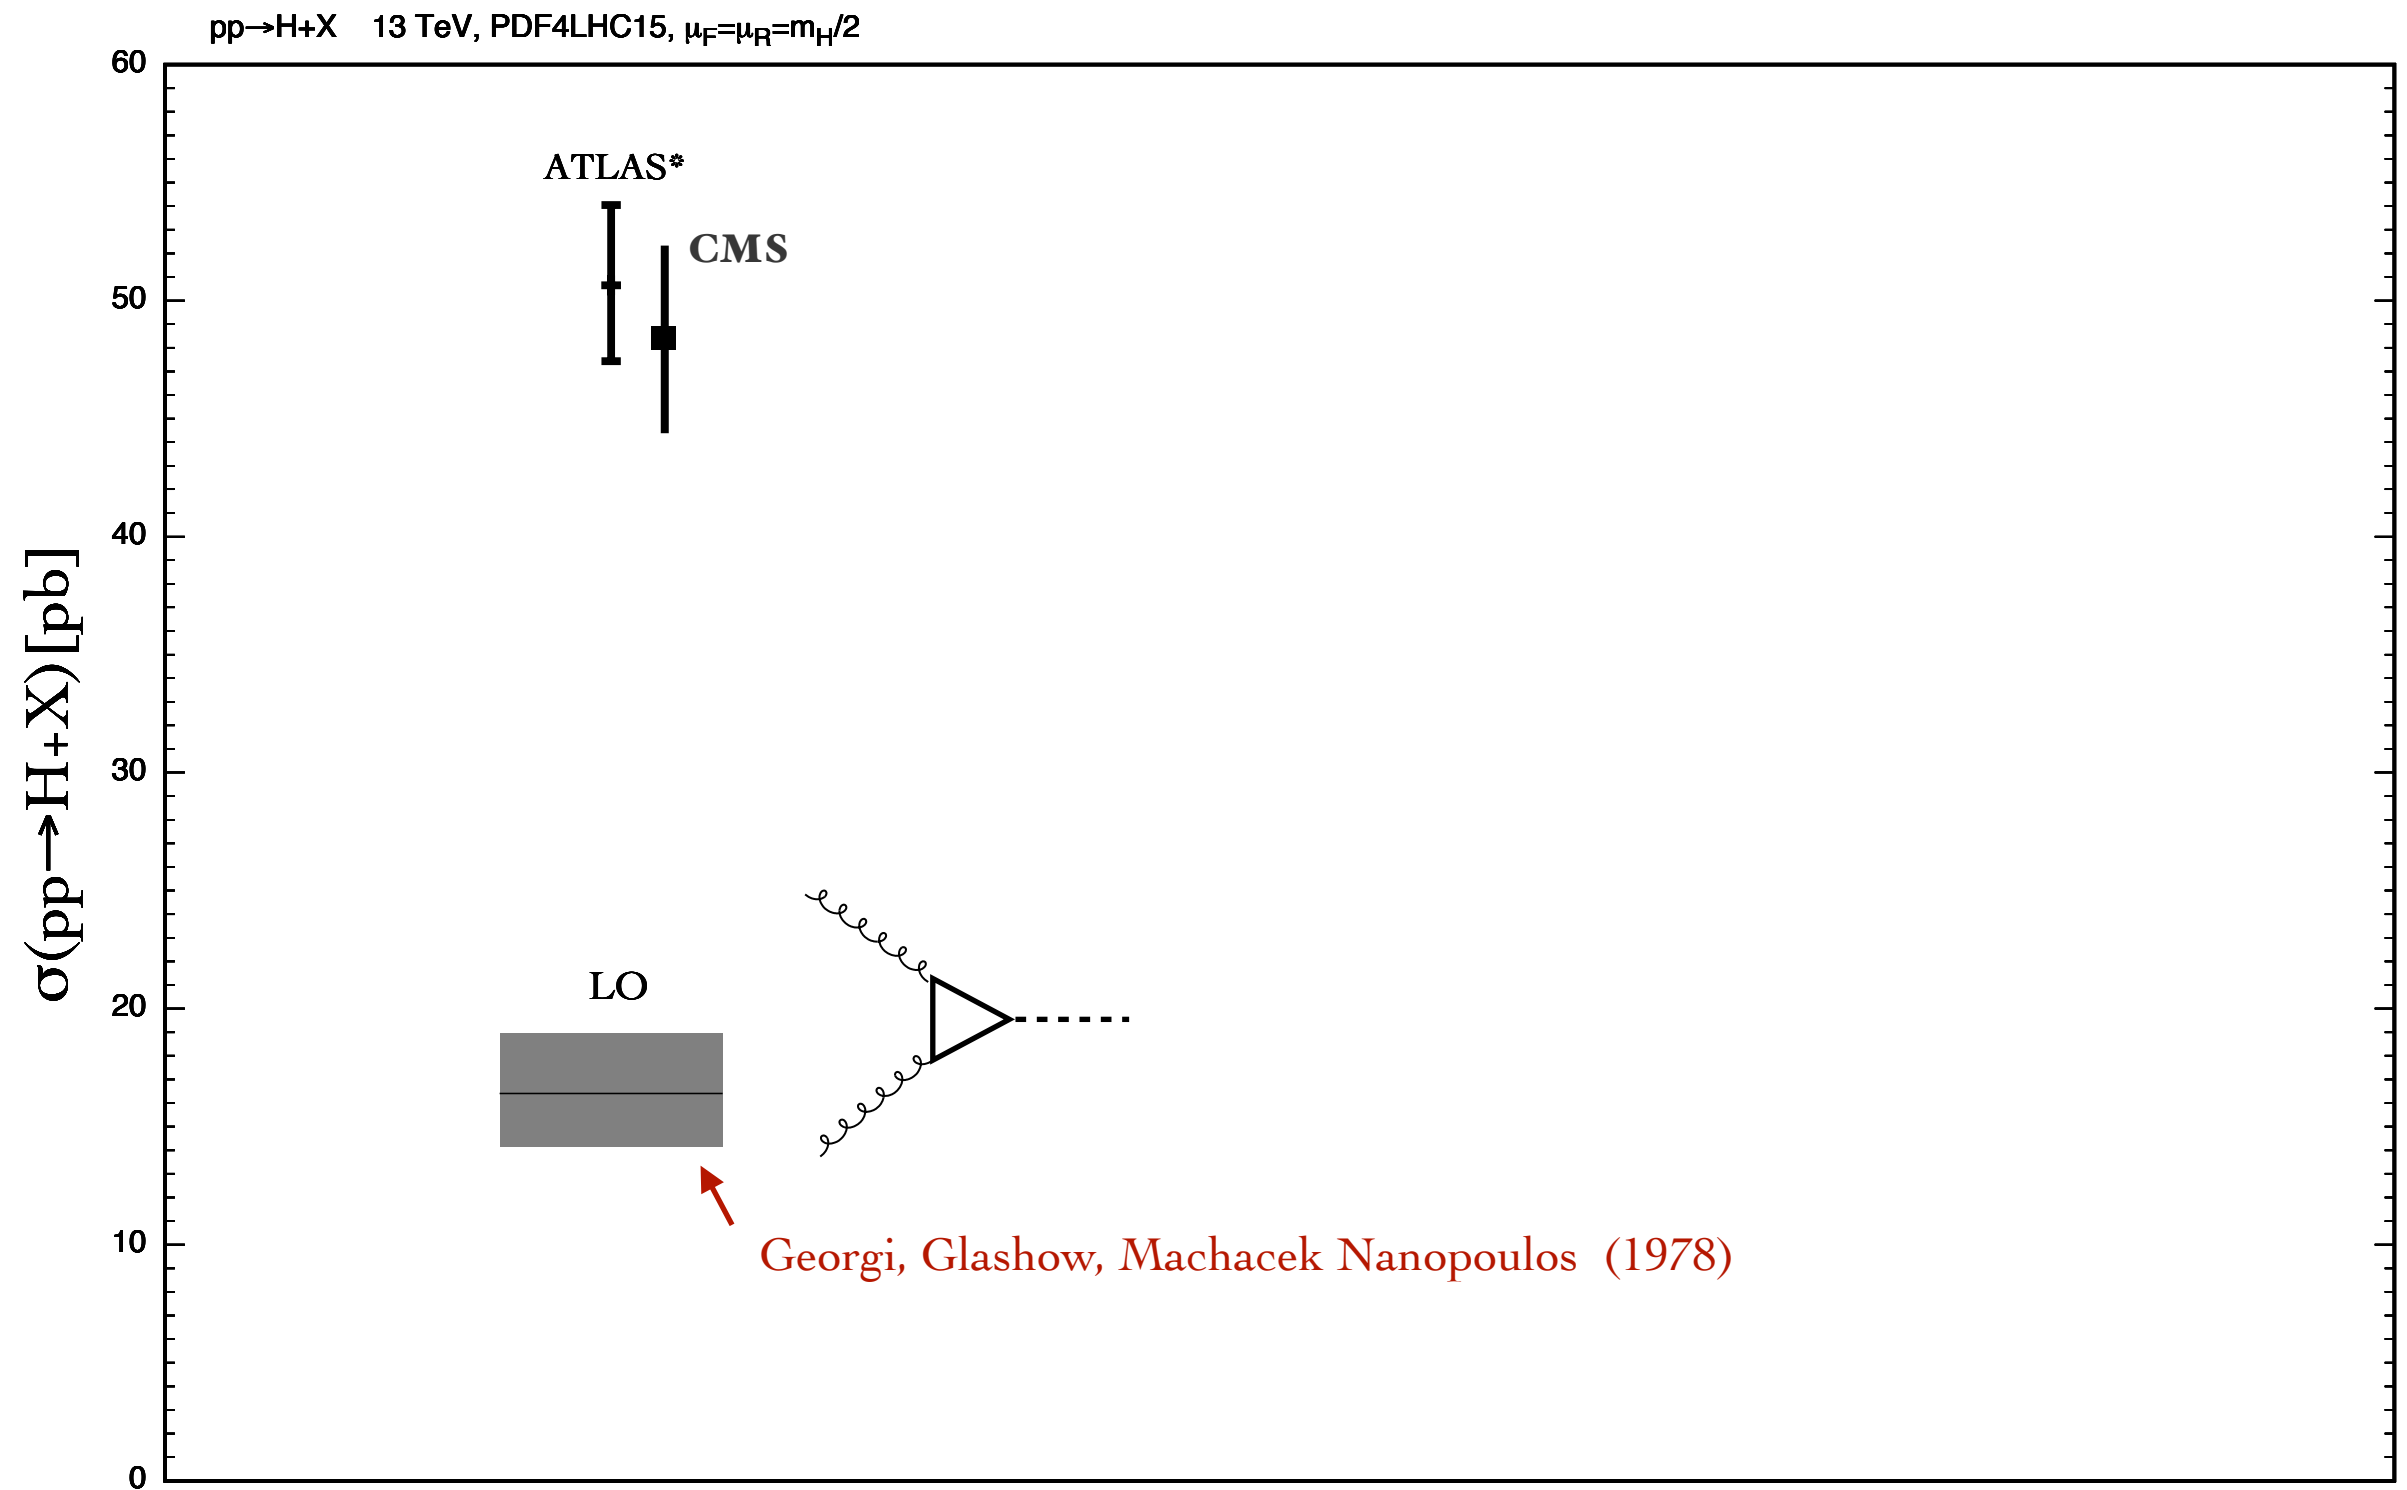 pp→H+X 13 TeV, PDF4LHC15, μF=μR=mH/2
60
ATLAS*
CMS
50
40
σ(pp→H+X)[pb]
30
LO
20
10
Georgi, Glashow, Machacek Nanopoulos (1978)
0